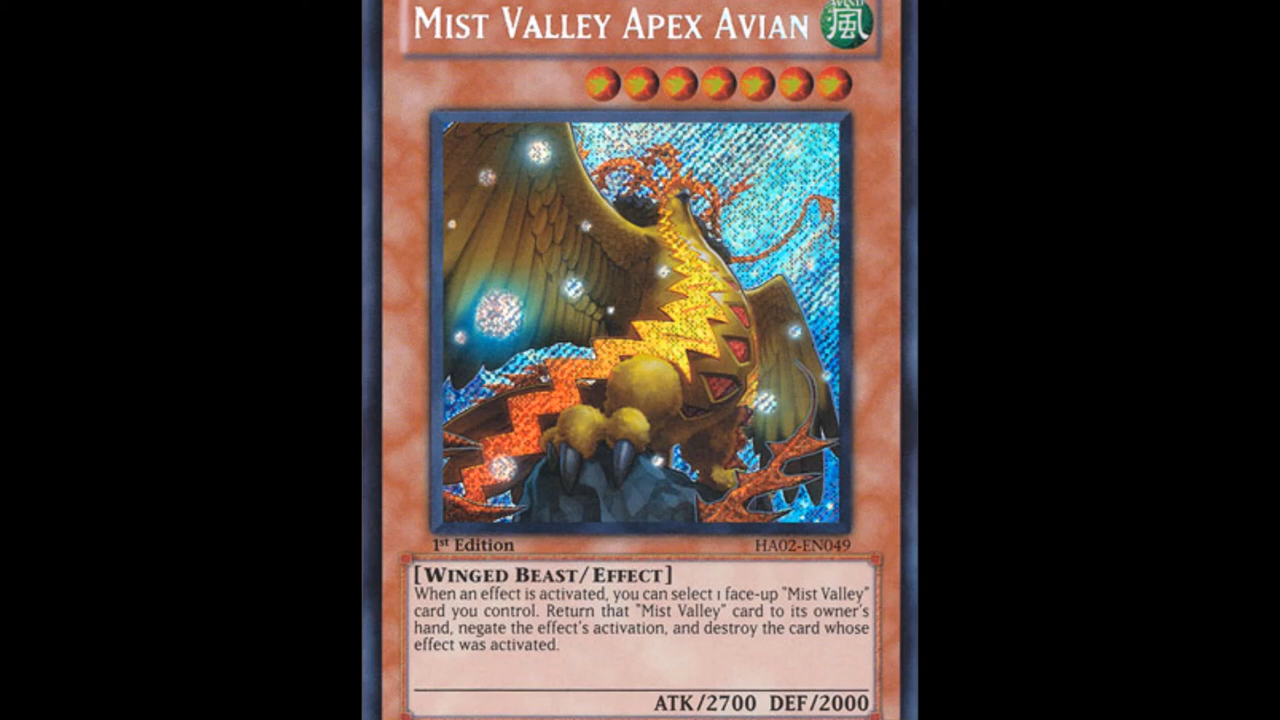 Mist Valley Apex Avian
風
1st Edition
HA02-EN049
[Winged Beast/Effect]
When an effect is activated, you can select 1 face-up "Mist Valley"
card you control. Return that "Mist Valley" card to its owner's
hand, negate the effect's activation, and destroy the card whose
effect was activated.
ATK/2700 DEF/2000